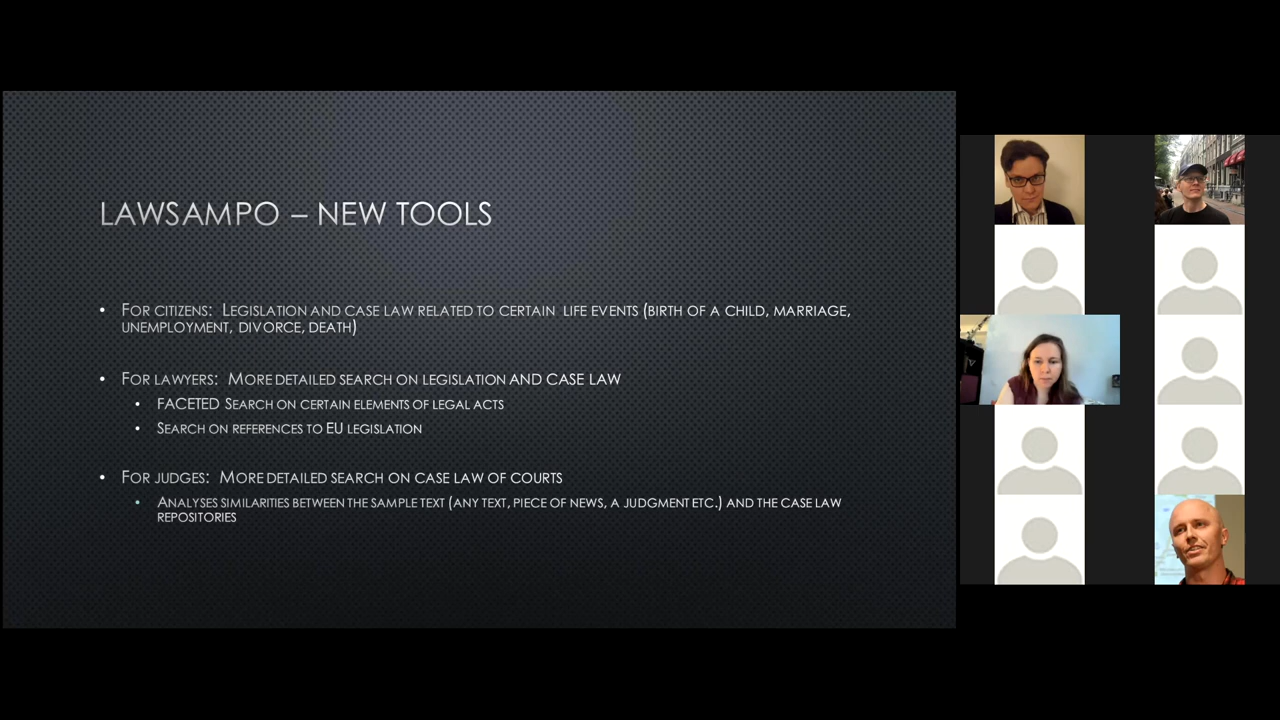 LAWSAMPO – NEW TOOLS
• FOR CITIZENS: LEGISLATION AND CASE LAW RELATED TO CERTAIN LIFE EVENTS (BIRTH OF A CHILD, MARRIAGE,
UNEMPLOYMENT, DIVORCE, DEATH)
• FOR LAWYERS: MORE DETAILED SEARCH ON LEGISLATION AND CASE LAW
• FACETED SEARCH ON CERTAIN ELEMENTS OF LEGAL ACTS
• SEARCH ON REFERENCES TO EU LEGISLATION
• FOR JUDGES: MORE DETAILED SEARCH ON CASE LAW OF COURTS
• ANALYSES SIMILARITIES BETWEEN THE SAMPLE TEXT (ANY TEXT, PIECE OF NEWS, A JUDGMENT ETC.) AND THE CASE LAW
REPOSITORIES